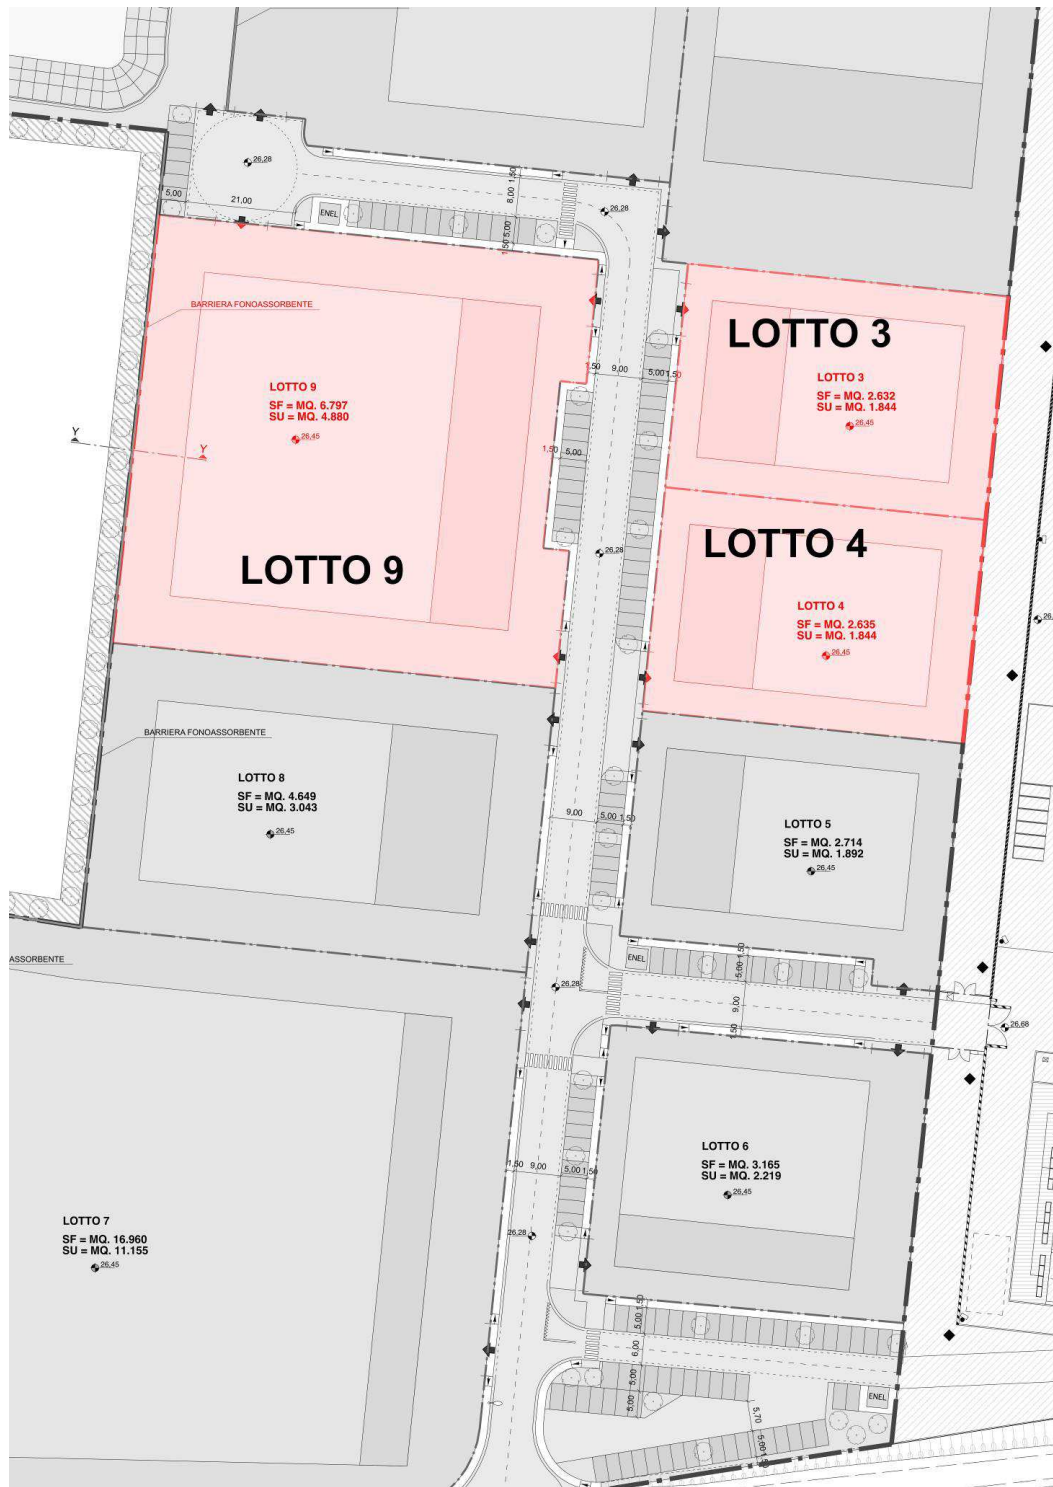 26,28
5,00
21,00
ENEL
8,00
1,50
1,50
5,00
26,28
BARRIERA FONOASSORBENTE
LOTTO 3
LOTTO 9
SF = MQ. 6.797
SU = MQ. 4.880
26,45
1,50
9,00
5,00
1,50
LOTTO 3
SF = MQ. 2.632
SU = MQ. 1.844
26,45
Y
Y
1,50
5,00
LOTTO 9
26,28
LOTTO 4
LOTTO 4
SF = MQ. 2.635
SU = MQ. 1.844
26,45
26,
BARRIERA FONOASSORBENTE
LOTTO 8
SF = MQ. 4.649
SU = MQ. 3.043
26,45
9,00
5,00
1,50
LOTTO 5
SF = MQ. 2.714
SU = MQ. 1.892
26,45
ASSORBENTE
ENEL
5,00
1,50
26,28
9,00
1,50
26,68
LOTTO 6
SF = MQ. 3.165
SU = MQ. 2.219
26,45
1,50
9,00
5,00
1,50
LOTTO 7
SF = MQ. 16.960
SU = MQ. 11.155
26,45
26,28
5,00
1,50
6,00
5,00
5,00
ENEL
5,70
5,00
1,50